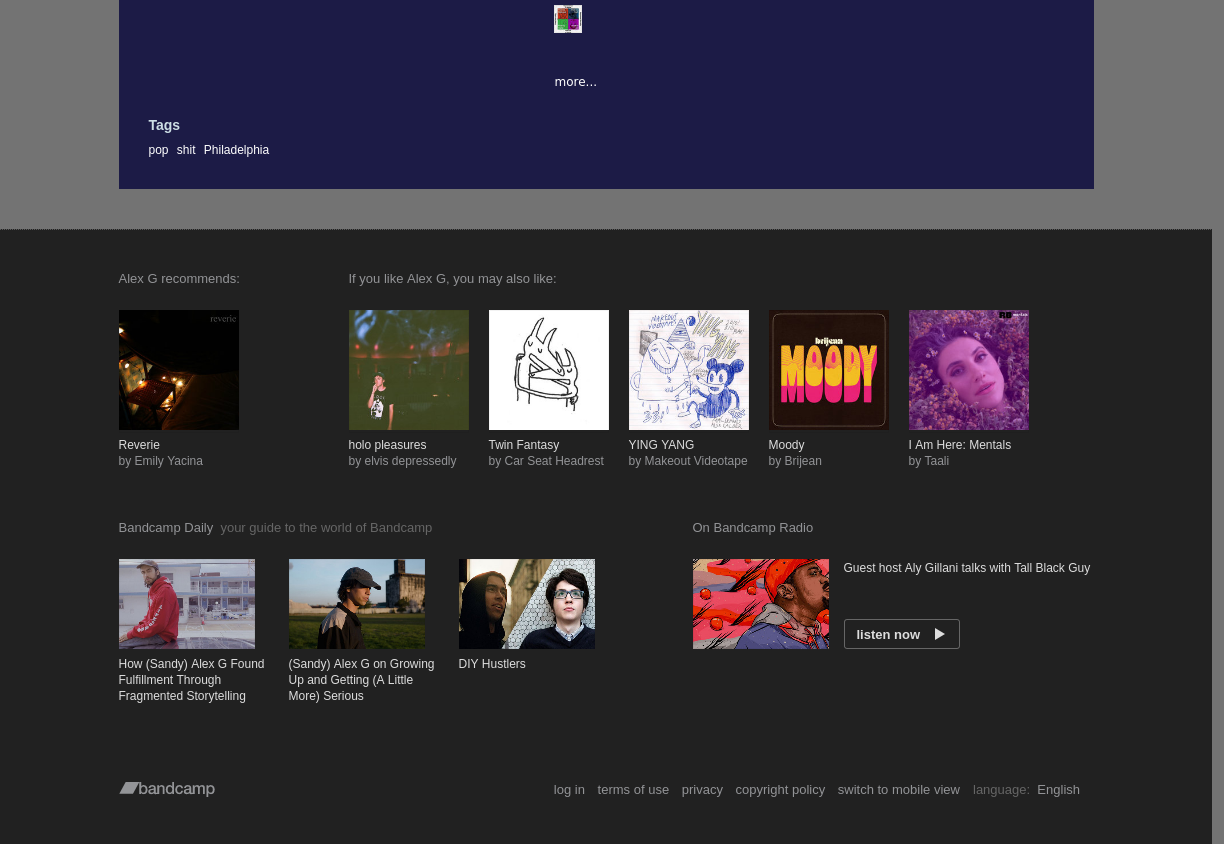 more...
Tags
pop shit Philadelphia
Alex G recommends:
If you like Alex G, you may also like:
reverie
MAKEOUT
VIDEOTAPE
YING
YANG
brijean
MOODY
Reverie
by Emily Yacina
holo pleasures
by elvis depressedly
Twin Fantasy
by Car Seat Headrest
YING YANG
by Makeout Videotape
Moody
by Brijean
I Am Here: Mentals
by Taali
Bandcamp Daily your guide to the world of Bandcamp
On Bandcamp Radio
Guest host Aly Gillani talks with Tall Black Guy
listen now
How (Sandy) Alex G Found
Fulfillment Through
Fragmented Storytelling
(Sandy) Alex G on Growing
Up and Getting (A Little
More) Serious
DIY Hustlers
bandcamp
log in terms of use privacy copyright policy switch to mobile view language: English